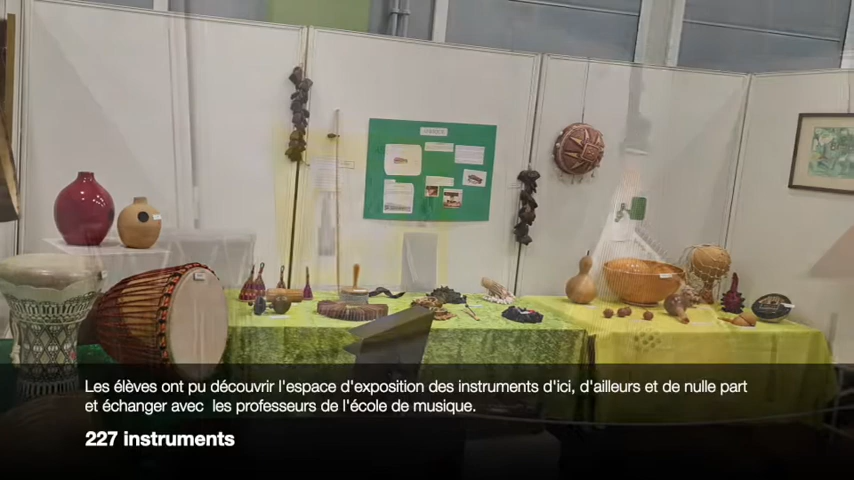 Les élèves ont pu découvrir l'espace d'exposition des instruments d'ici, d'ailleurs et de nulle part
et échanger avec les professeurs de l'école de musique.
227 instruments